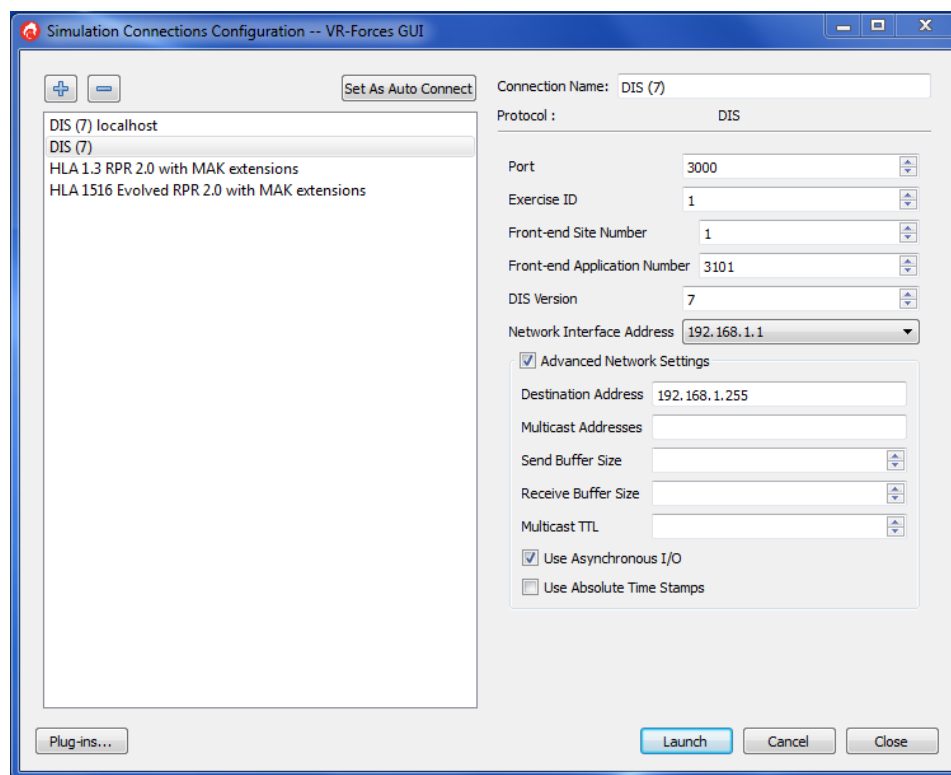 Simulation Connections Configuration -- VR-Forces GUI
Set As Auto Connect
DIS (7) localhost
DIS (7)
HLA 1.3 RPR 2.0 with MAK extensions
HLA 1516 Evolved RPR 2.0 with MAK extensions
Connection Name: DIS (7)
Protocol : DIS
Port 3000
Exercise ID 1
Front-end Site Number 1
Front-end Application Number 3101
DIS Version 7
Network Interface Address 192.168.1.1
Advanced Network Settings
Destination Address 192.168.1.255
Multicast Addresses
Send Buffer Size
Receive Buffer Size
Multicast TTL
Use Asynchronous I/O
Use Absolute Time Stamps
Plug-ins... Launch Cancel Close